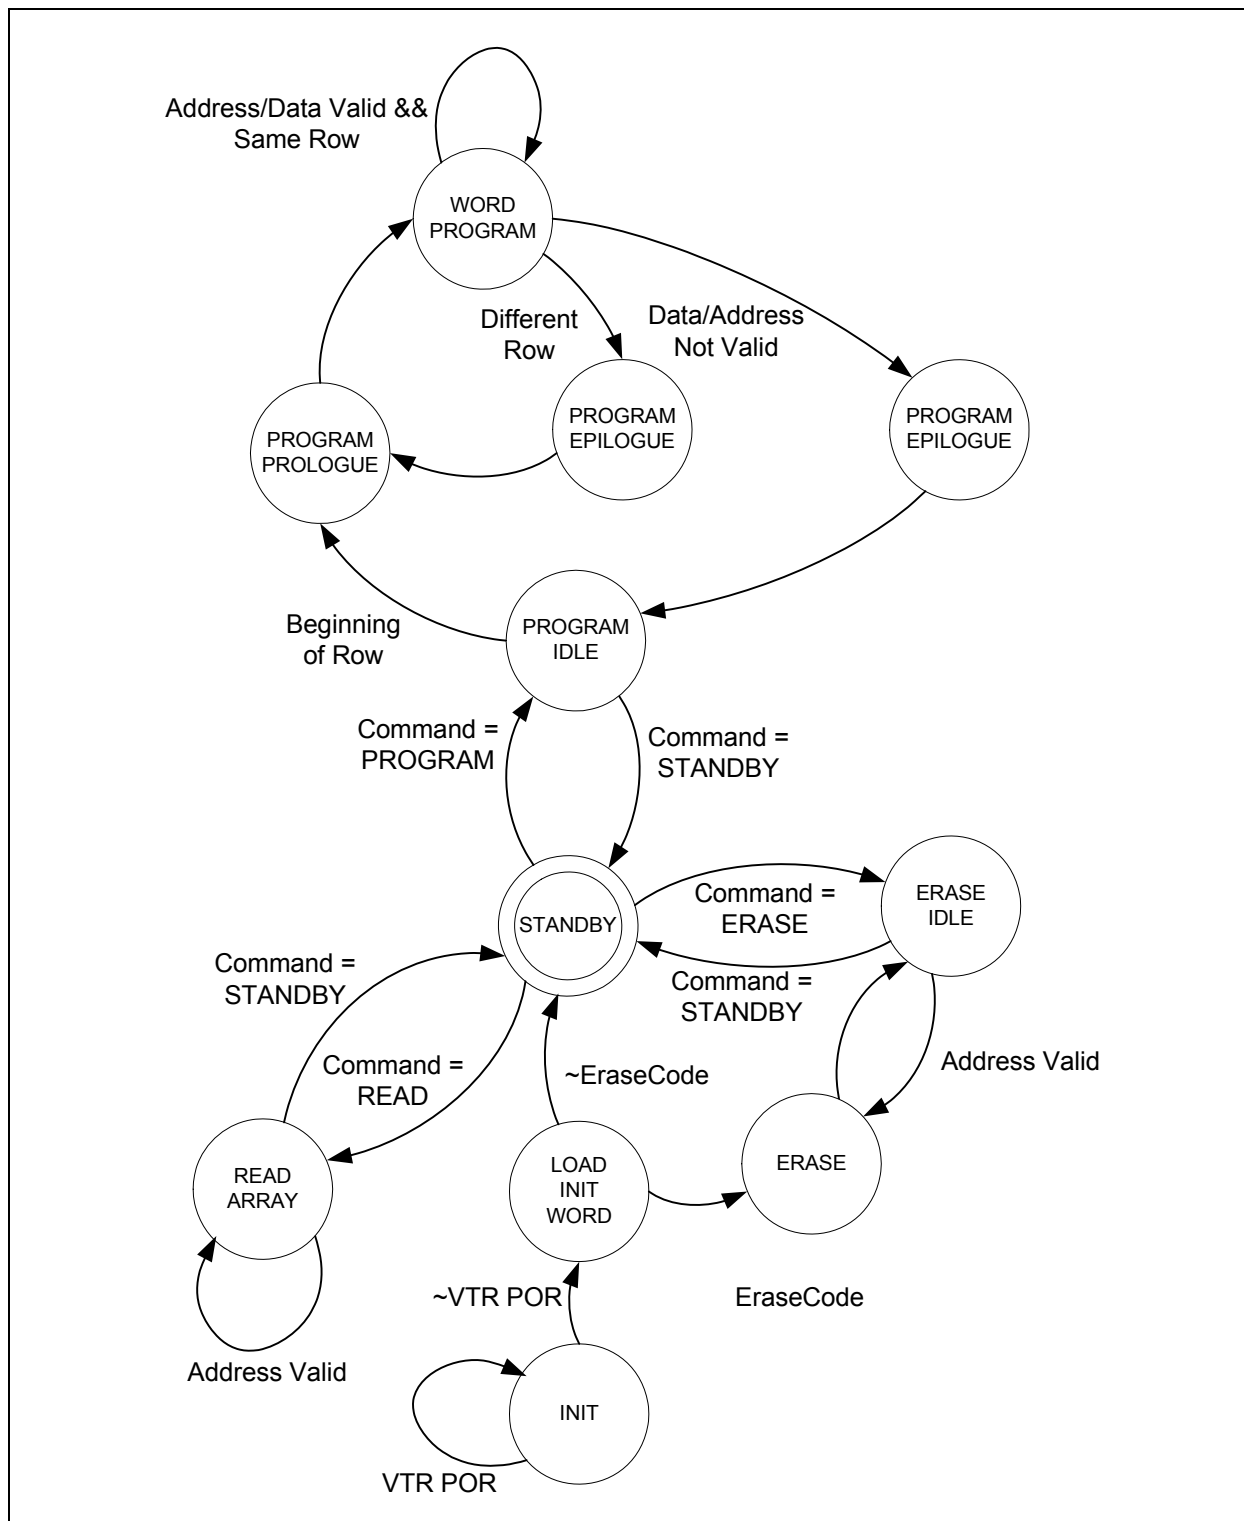 Address/Data Valid &&
Same Row
WORD
PROGRAM
Different
Row
Data/Address
Not Valid
PROGRAM
PROLOGUE
PROGRAM
EPILOGUE
PROGRAM
EPILOGUE
Beginning
of Row
PROGRAM
IDLE
Command =
PROGRAM
Command =
STANDBY
STANDBY
Command =
ERASE
ERASE
IDLE
Command =
STANDBY
Command =
STANDBY
Command =
READ
~EraseCode
Address Valid
READ
ARRAY
LOAD
INIT
WORD
ERASE
~VTR POR
EraseCode
Address Valid
INIT
VTR POR